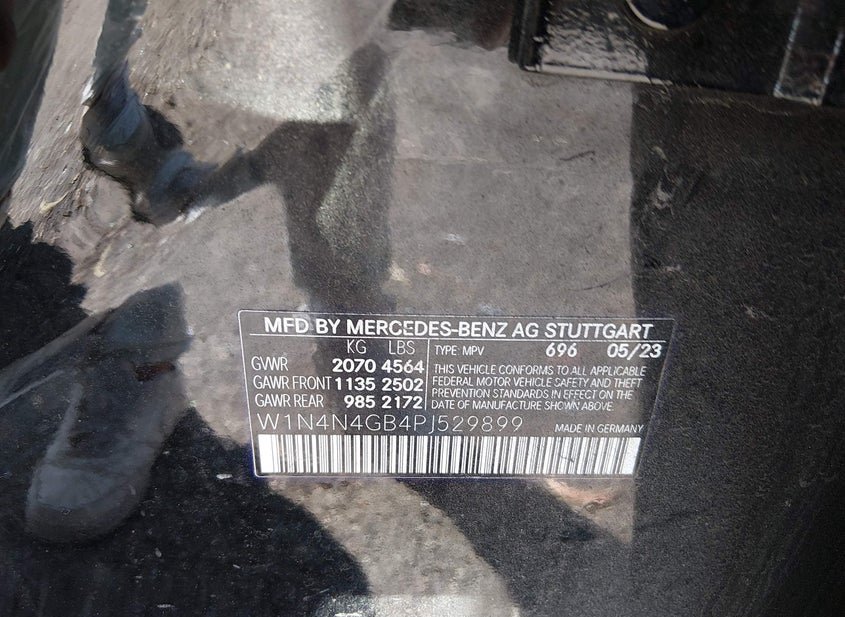 MFD BY MERCEDES-BENZ AG STUTTGART
KG LBS
GVWR 2070 4564
GAWR FRONT 1135 2502
GAWR REAR 985 2172
TYPE: MPV 696 05/23
THIS VEHICLE CONFORMS TO ALL APPLICABLE
FEDERAL MOTOR VEHICLE SAFETY AND THEFT
PREVENTION STANDARDS IN EFFECT ON THE
DATE OF MANUFACTURE SHOWN ABOVE.
W1N4N4GB4PJ529899
MADE IN GERMANY